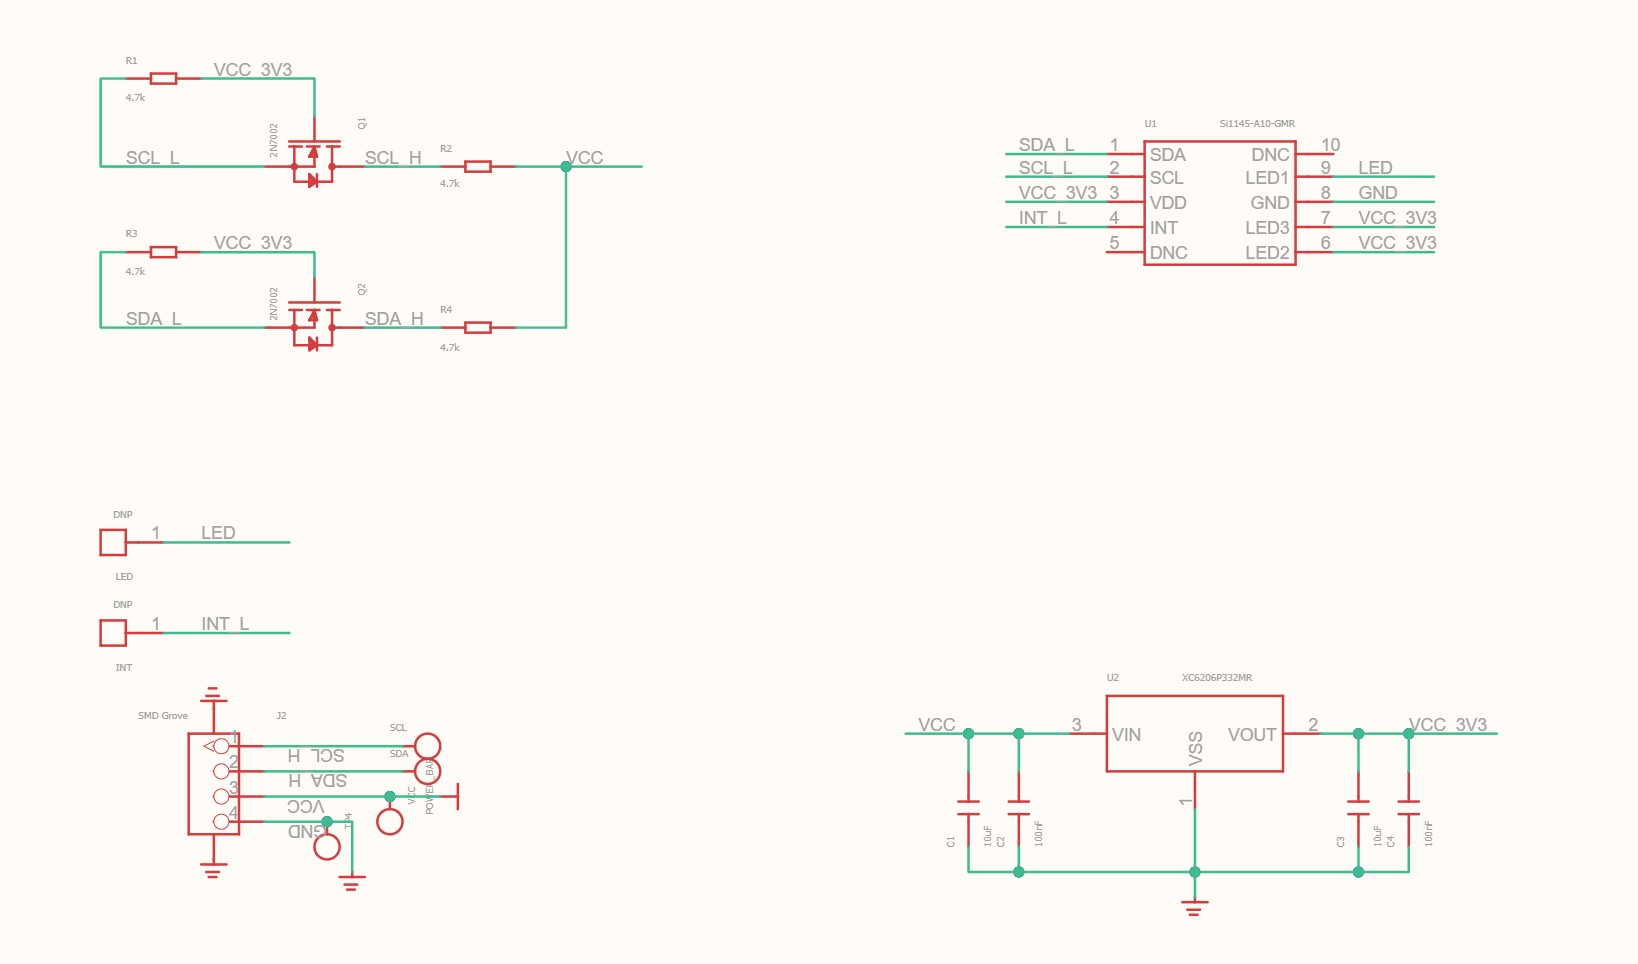 R1
VCC_3V3
4.7k
2N7002
Q1
SCL_L
SCL_H
R2
4.7k
VCC
R3
VCC_3V3
4.7k
2N7002
Q2
SDA_L
SDA_H
R4
4.7k
U1
Si1145-A10-GMR
SDA_L 1 SDA DNC 10
SCL_L 2 SCL LED1 9 LED
VCC_3V3 3 VDD GND 8 GND
INT_L 4 INT LED3 7 VCC_3V3
5 DNC LED2 6 VCC_3V3
DNP
1 LED
LED
DNP
1 INT_L
INT
SMD Grove
J2
1
SCL_H
SCL
2
SDA_H
SDA
3
VCC
VCC
4
GND
U2
XC6206P332MR
VCC
3 VIN
VSS
1
VOUT 2
VCC_3V3
C1
10uF
C2
100nF
C3
10uF
C4
100nF